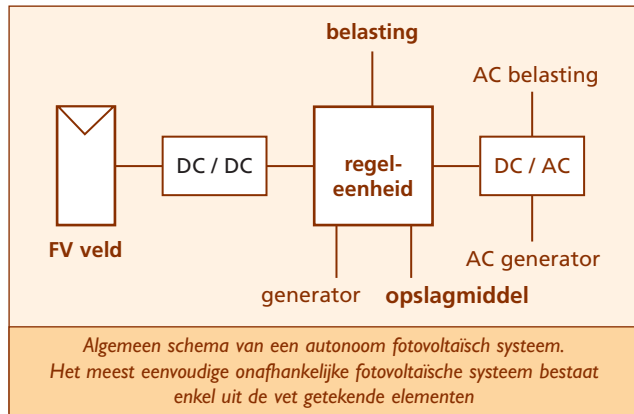 belasting
AC belasting
DC / DC
regel-
eenheid
DC / AC
FV veld
generator
opslagmiddel
AC generator
Algemeen schema van een autonoom fotovoltaïsch systeem.
Het meest eenvoudige onafhankelijke fotovoltaïsche systeem bestaat
enkel uit de vet getekende elementen